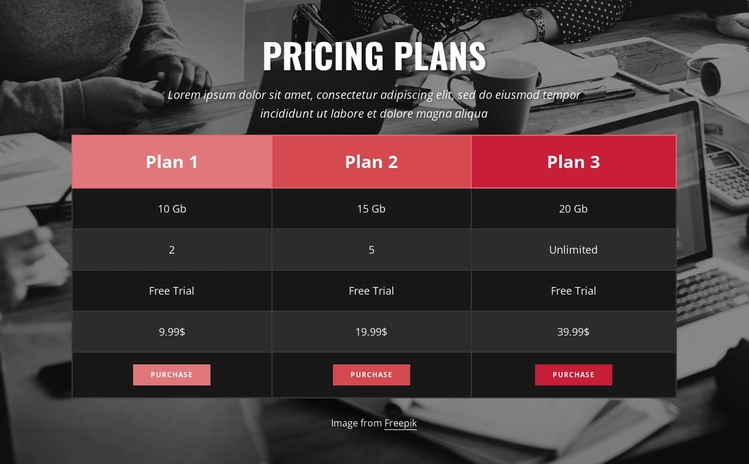 PRICING PLANS
Lorem ipsum dolor sit amet, consectetur adipiscing elit, sed do eiusmod tempor
incididunt ut labore et dolore magna aliqua
Plan 1 Plan 2 Plan 3
10 Gb 15 Gb 20 Gb
2 5 Unlimited
Free Trial Free Trial Free Trial
9.99$ 19.99$ 39.99$
PURCHASE PURCHASE PURCHASE
Image from Freepik